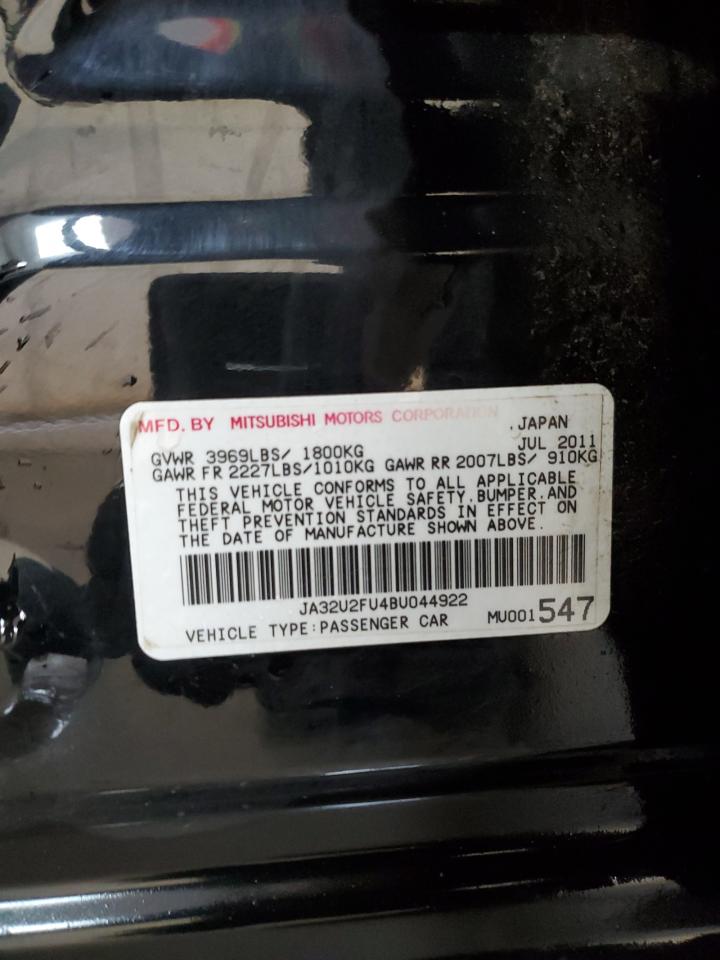 MFD. BY MITSUBISHI MOTORS CORPORATION . JAPAN
JUL 2011
GVWR 3969LBS/ 1800KG
GAWR FR 2227LBS/1010KG GAWR RR 2007LBS/ 910KG
THIS VEHICLE CONFORMS TO ALL APPLICABLE
FEDERAL MOTOR VEHICLE SAFETY, BUMPER, AND
THEFT PREVENTION STANDARDS IN EFFECT ON
THE DATE OF MANUFACTURE SHOWN ABOVE.
JA32U2FU4BU044922
VEHICLE TYPE:PASSENGER CAR MU001547